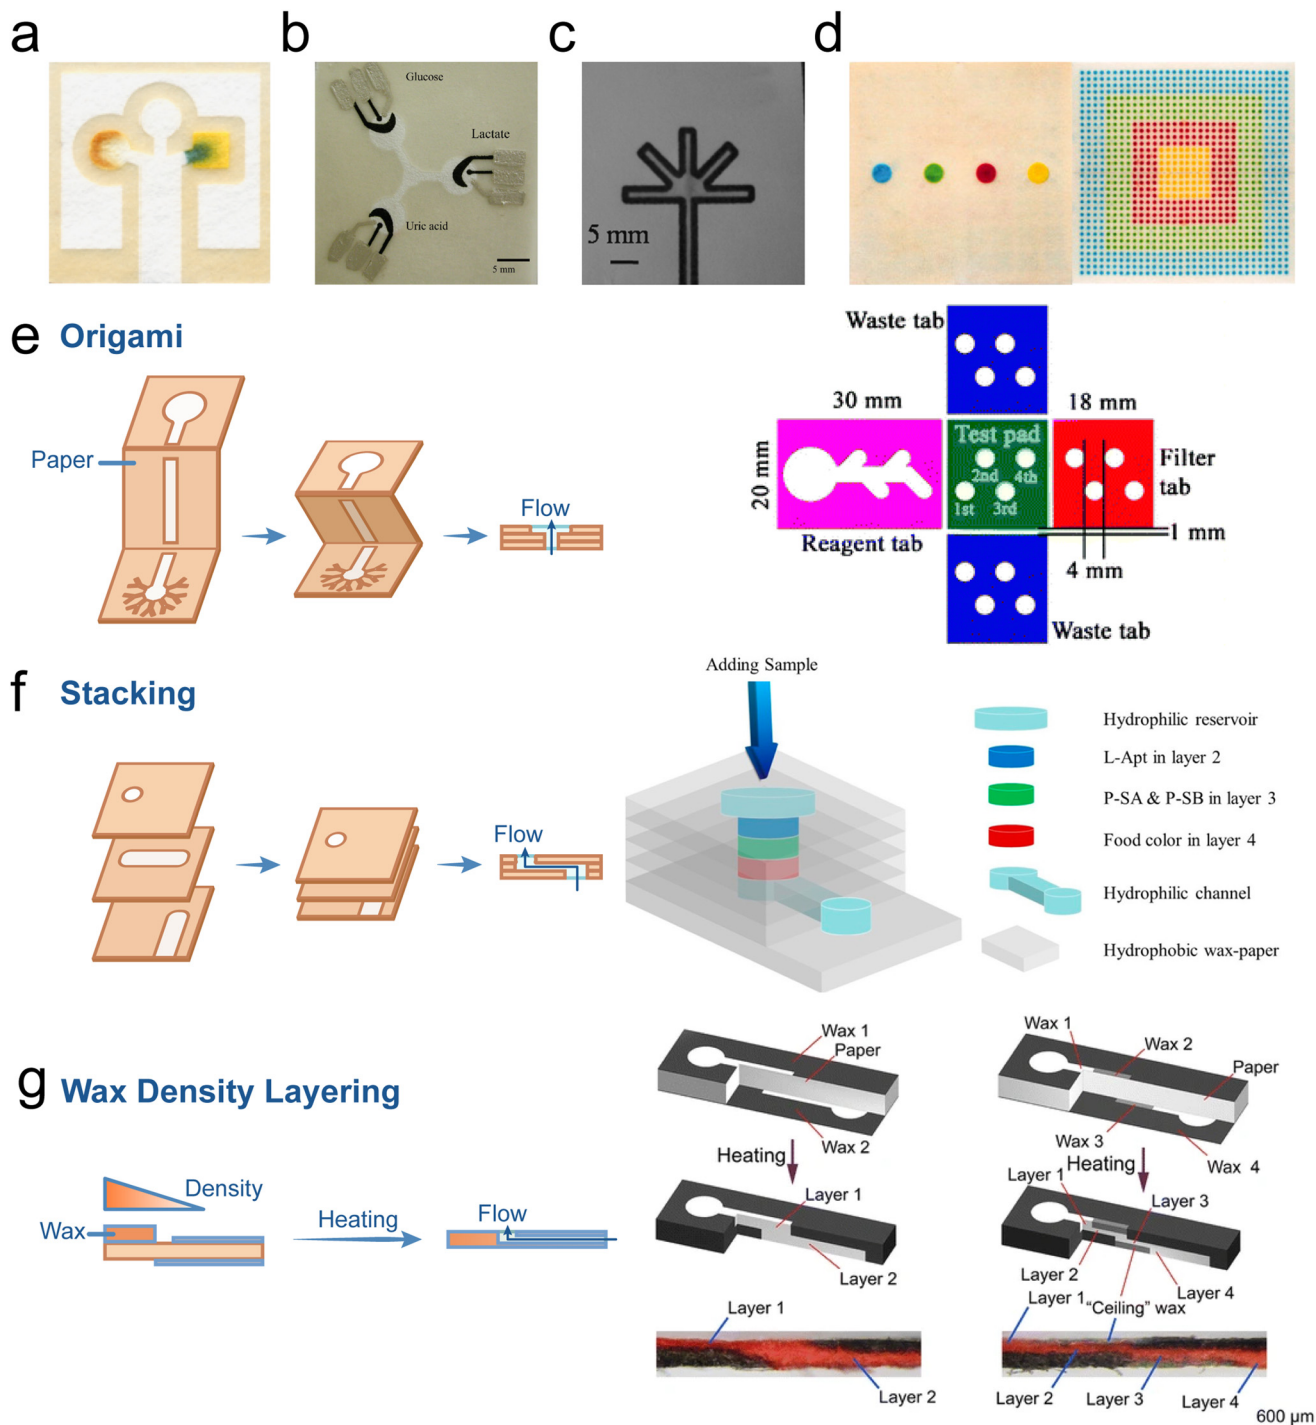 a
b
c
d
Glucose
Lactate
Uric acid
5 mm
5 mm
e Origami
Paper
Flow
Waste tab
30 mm
18 mm
20 mm
Test pad
2nd 4th
1st 3rd
Filter
tab
Reagent tab
1 mm
4 mm
Waste tab
f Stacking
Flow
Adding Sample
Hydrophilic reservoir
L-Apt in layer 2
P-SA & P-SB in layer 3
Food color in layer 4
Hydrophilic channel
Hydrophobic wax-paper
g Wax Density Layering
Density
Wax
Heating
Flow
Wax 1
Paper
Wax 2
Heating
Layer 1
Layer 2
Layer 1
Layer 2
Wax 1
Wax 2
Paper
Wax 3
Wax 4
Heating
Layer 1
Layer 3
Layer 2
Layer 4
Layer 1
"Ceiling" wax
Layer 2
Layer 3
Layer 4
600 µm